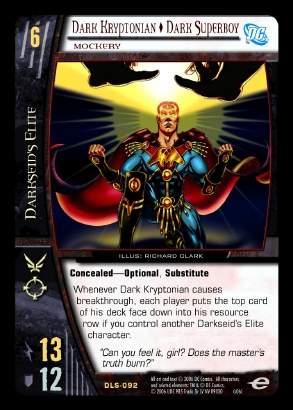 6
DARK KRYPTONIAN ♦ DARK SUPERBOY
MOCKERY
DC
DARKSEID'S ELITE
ILLUS: RICHARD CLARK
Concealed—Optional, Substitute
Whenever Dark Kryptonian causes
breakthrough, each player puts the top card
of his deck face down into his resource
row if you control another Darkseid's Elite
character.
"Can you feel it, girl? Does the master's
truth burn?"
13
12
DLS-092